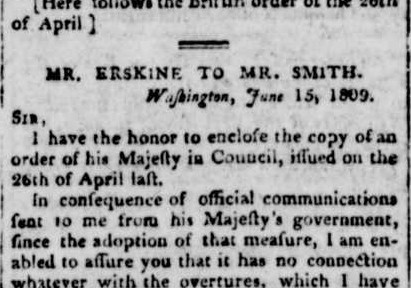 [Here follows the British order of the 26th
of April ]
MR. ERSKINE TO MR. SMITH.
Waſhington, June 15, 1809.
SIR,
I have the honor to encloſe the copy of an
order of his Majeſty in Council, iſſued on the
26th of April laſt.
In conſequence of official communications
ſent to me from his Majeſty's government,
ſince the adoption of that meaſure, I am en-
abled to aſſure you that it has no connection
whatever with the overtures, which I have